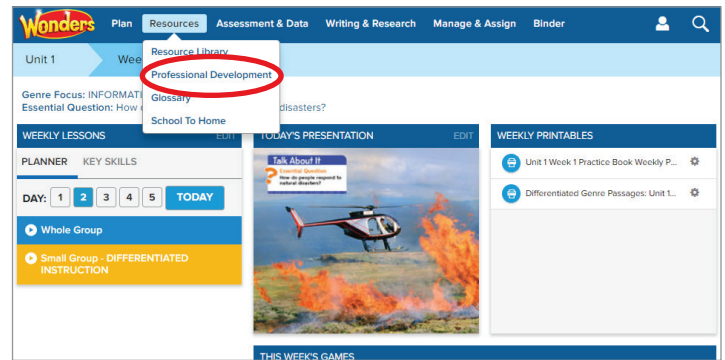 Wonders Plan Resources Assessment & Data Writing & Research Manage & Assign Binder
Resource Library
Professional Development
Glossary
School To Home
Unit 1
Genre Focus:
Essential Question: How disasters?
WEEKLY LESSONS EDIT
PLANNER KEY SKILLS
DAY: 1 2 3 4 5 TODAY
Whole Group
Small Group - DIFFERENTIATED
INSTRUCTION
TODAY'S PRESENTATION EDIT
Talk About It
Essential Question
How do people respond to
natural disasters?
WEEKLY PRINTABLES
Unit 1 Week 1 Practice Book Weekly P...
Differentiated Genre Passages: Unit 1...
THIS WEEK'S GAMES